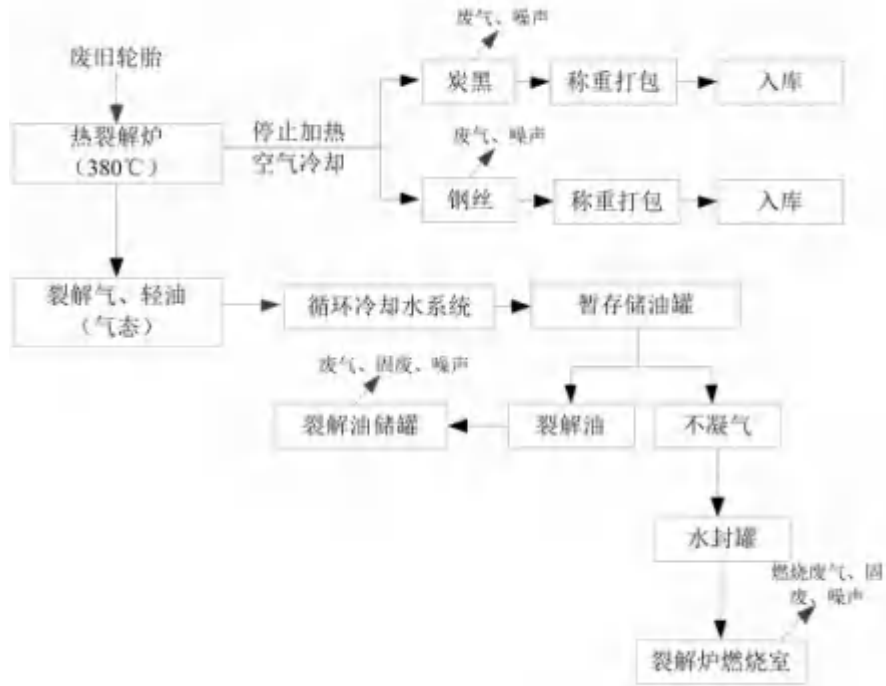 废气、噪声
废旧轮胎
炭黑
称重打包
入库
热裂解炉
（380℃）
停止加热
空气冷却
废气、噪声
钢丝
称重打包
入库
裂解气、轻油
（气态）
循环冷却水系统
暂存储油罐
废气、固废、噪声
裂解油储罐
裂解油
不凝气
水封罐
燃烧废气、固
废、噪声
裂解炉燃烧室